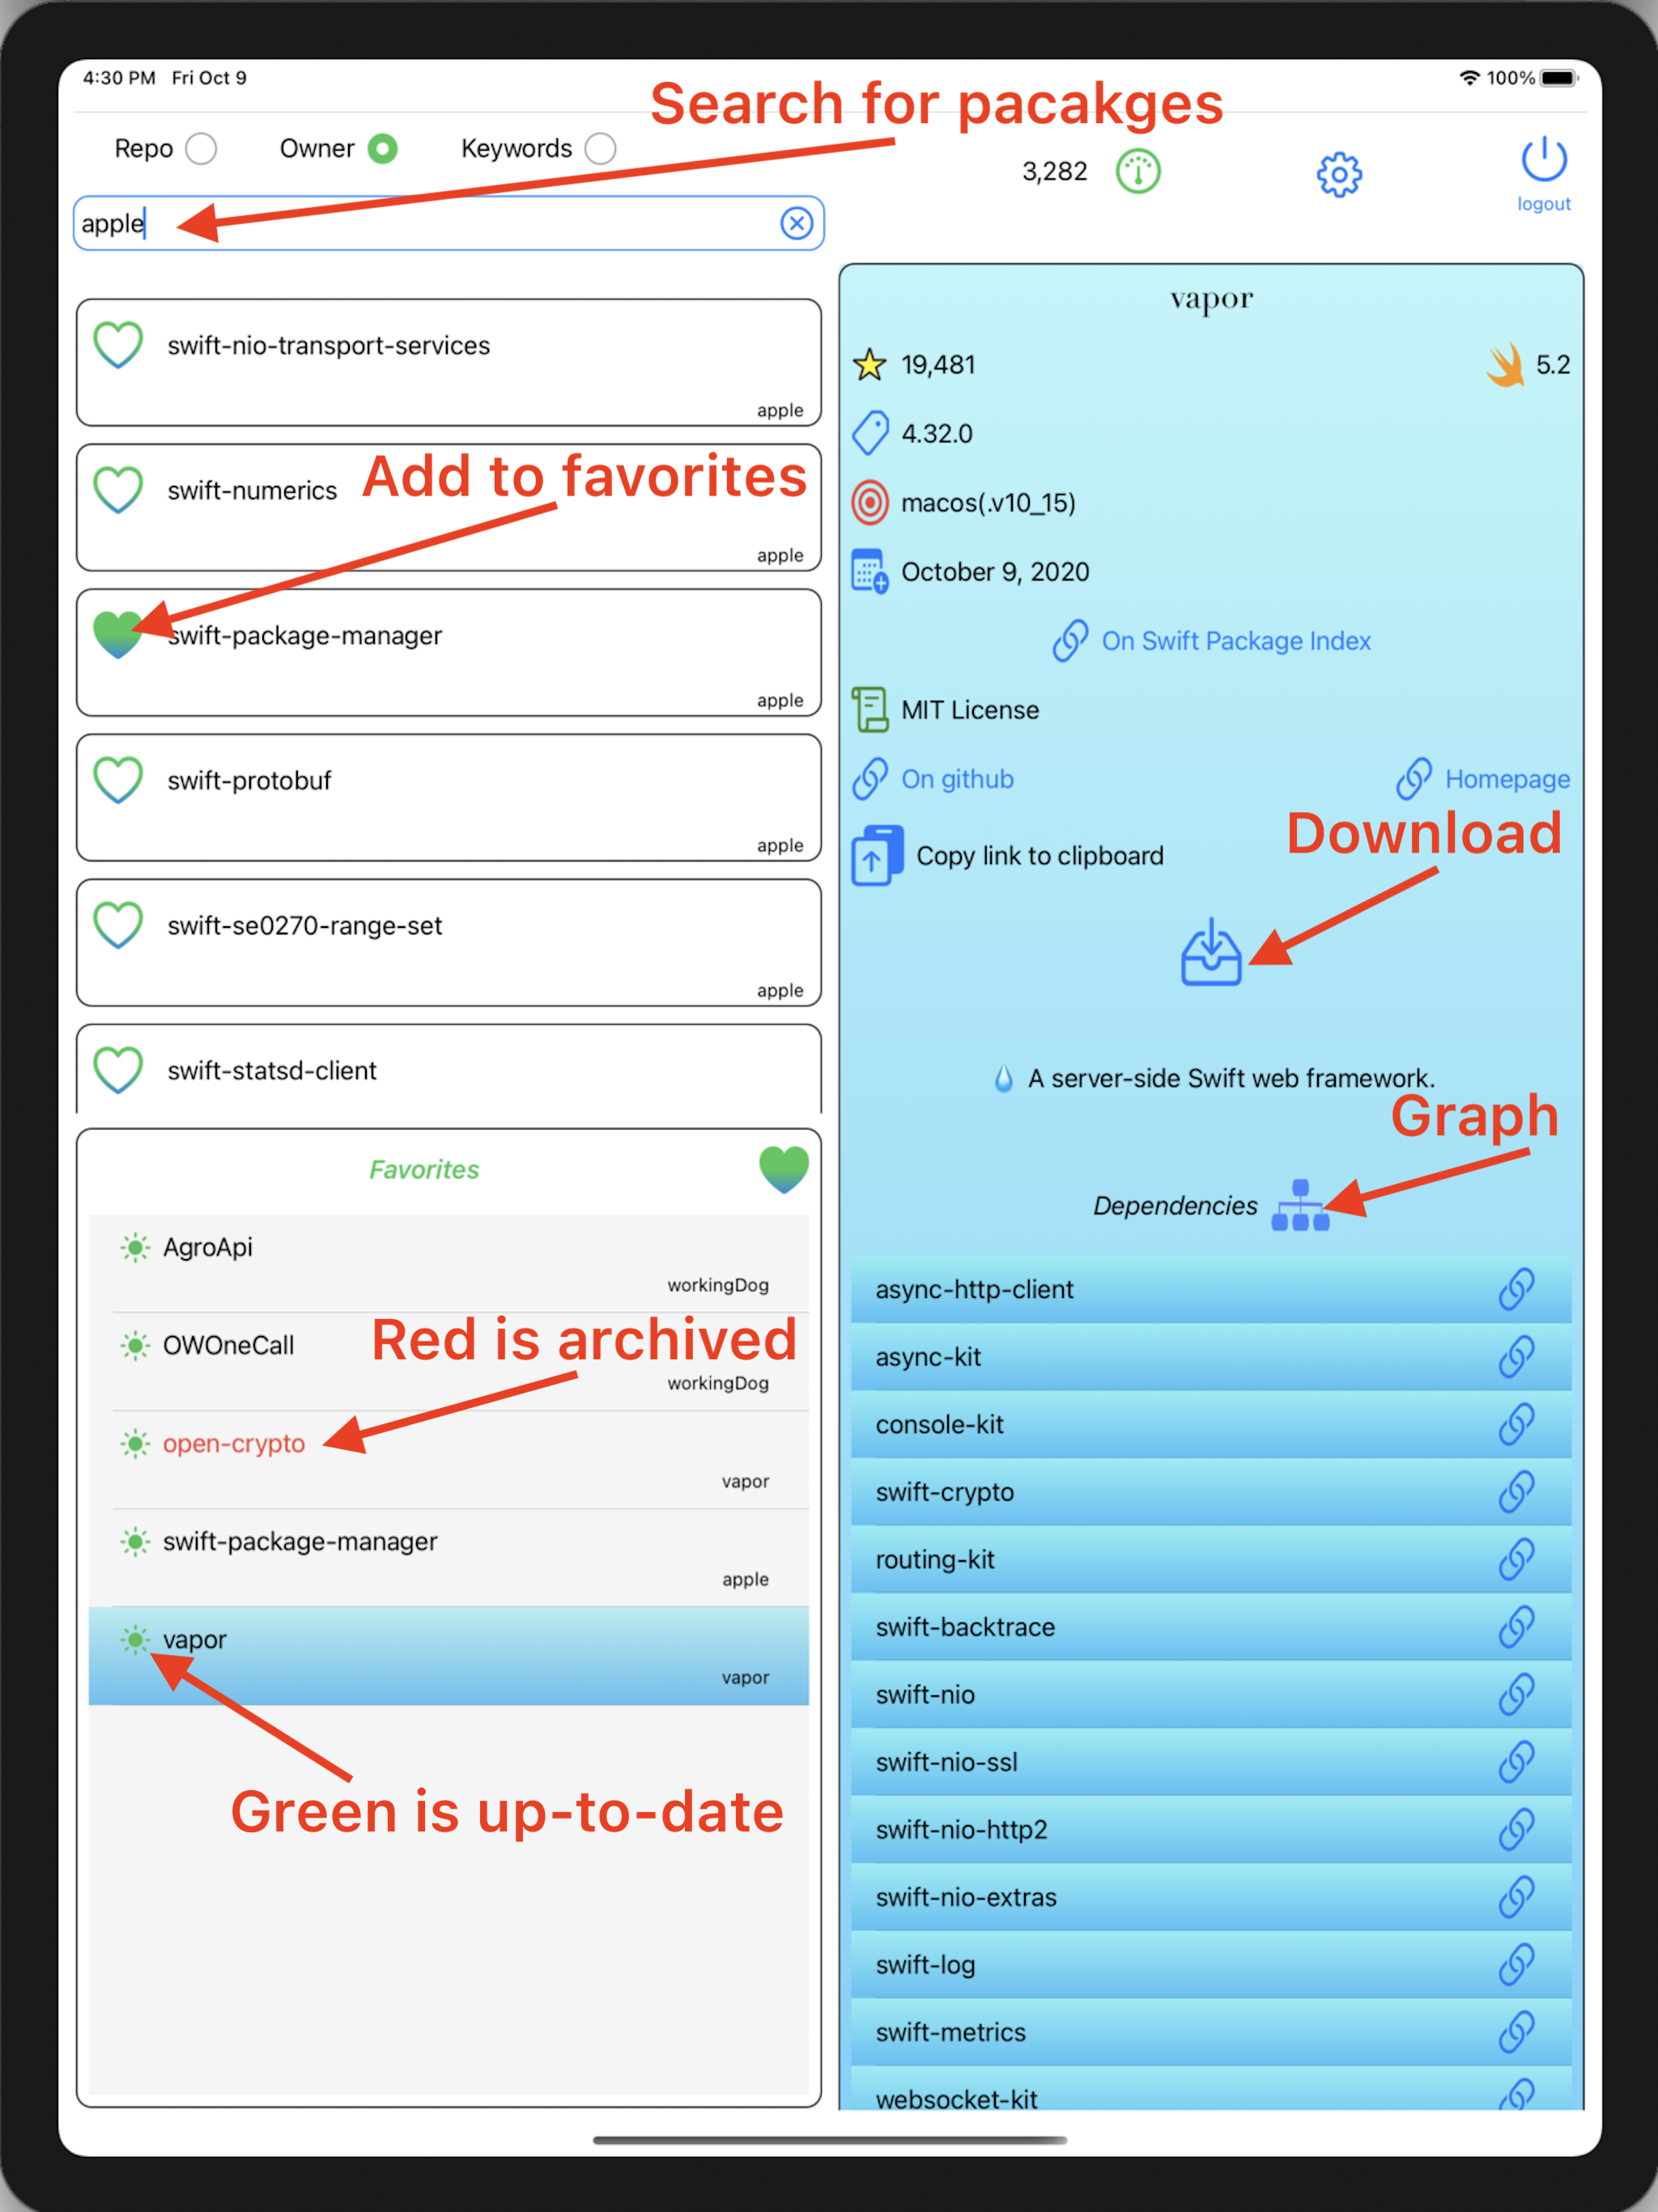 4:30 PM Fri Oct 9
100%
Search for pacakges
Repo
Owner
Keywords
3,282
logout
apple
swift-nio-transport-services
apple
swift-numerics
Add to favorites
apple
swift-package-manager
apple
swift-protobuf
apple
swift-se0270-range-set
apple
swift-statsd-client
Favorites
AgroApi
workingDog
OWOneCall
Red is archived
workingDog
open-crypto
vapor
swift-package-manager
apple
vapor
vapor
Green is up-to-date
vapor
19,481
5.2
4.32.0
macos(.v10_15)
October 9, 2020
On Swift Package Index
MIT License
On github
Homepage
Download
Copy link to clipboard
A server-side Swift web framework.
Graph
Dependencies
async-http-client
async-kit
console-kit
swift-crypto
routing-kit
swift-backtrace
swift-nio
swift-nio-ssl
swift-nio-http2
swift-nio-extras
swift-log
swift-metrics
websocket-kit